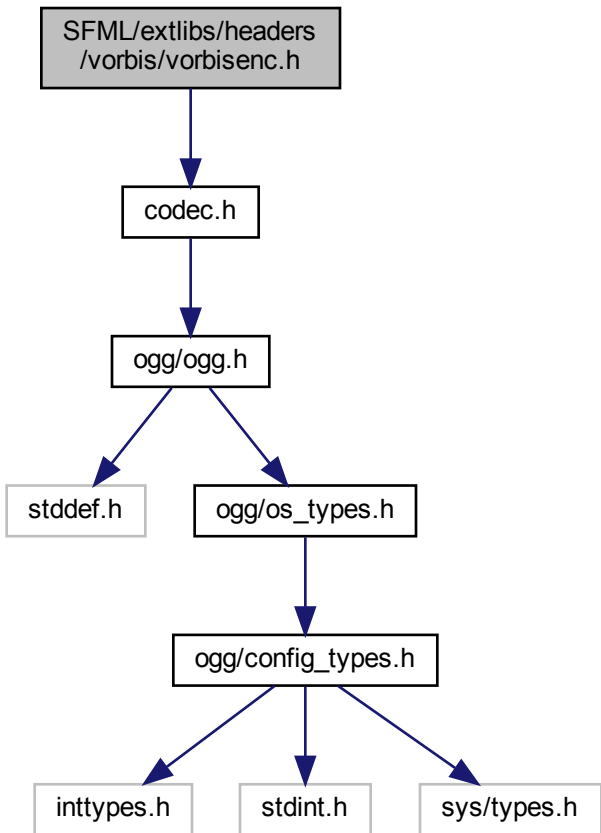 SFML/extlibs/headers
/vorbis/vorbisenc.h
codec.h
ogg/ogg.h
stddef.h
ogg/os_types.h
ogg/config_types.h
inttypes.h
stdint.h
sys/types.h